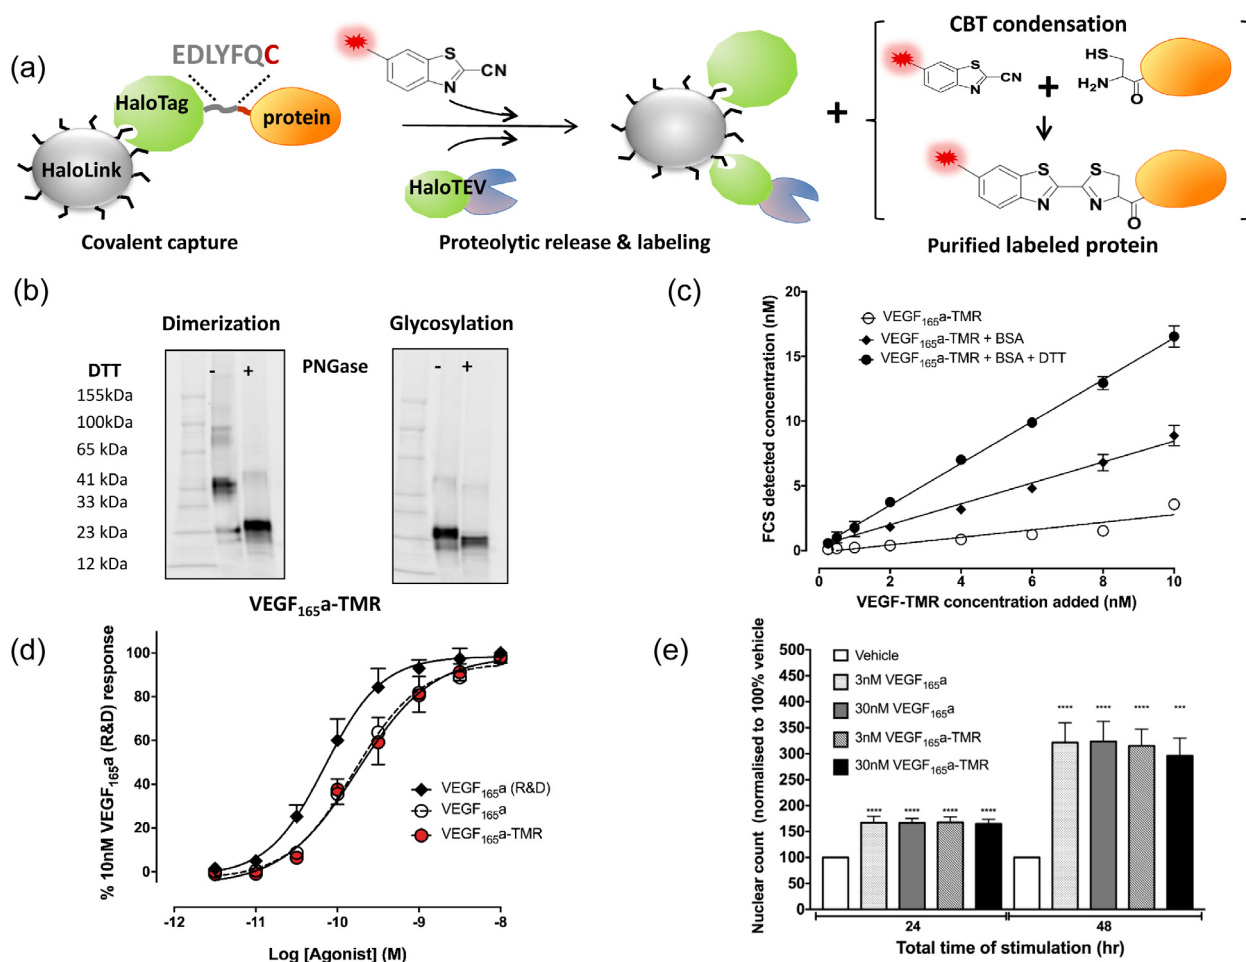 (a)
EDLYFQC
HaloTag
protein
HaloLink
Covalent capture
S
N
CN
HaloTEV
Proteolytic release & labeling
+
CBT condensation
S
N
CN
+
HS
H₂N
O
S
N
S
N
O
Purified labeled protein
(b)
Dimerization
Glycosylation
DTT
- +
PNGase
- +
155kDa
100kDa
65 kDa
41 kDa
33 kDa
23 kDa
12 kDa
VEGF₁₆₅a-TMR
(c)
FCS detected concentration (nM)
20
15
10
5
0
VEGF₁₆₅a-TMR
VEGF₁₆₅a-TMR + BSA
VEGF₁₆₅a-TMR + BSA + DTT
0 2 4 6 8 10
VEGF-TMR concentration added (nM)
(d)
% 10nM VEGF₁₆₅a (R&D) response
100
80
60
40
20
0
VEGF₁₆₅a (R&D)
VEGF₁₆₅a
VEGF₁₆₅a-TMR
-12 -11 -10 -9 -8
Log [Agonist] (M)
(e)
Nuclear count (normalised to 100% vehicle)
500
450
400
350
300
250
200
150
100
50
0
Vehicle
3nM VEGF₁₆₅a
30nM VEGF₁₆₅a
3nM VEGF₁₆₅a-TMR
30nM VEGF₁₆₅a-TMR
**** **** **** ****
**** **** **** ***
24 48
Total time of stimulation (hr)